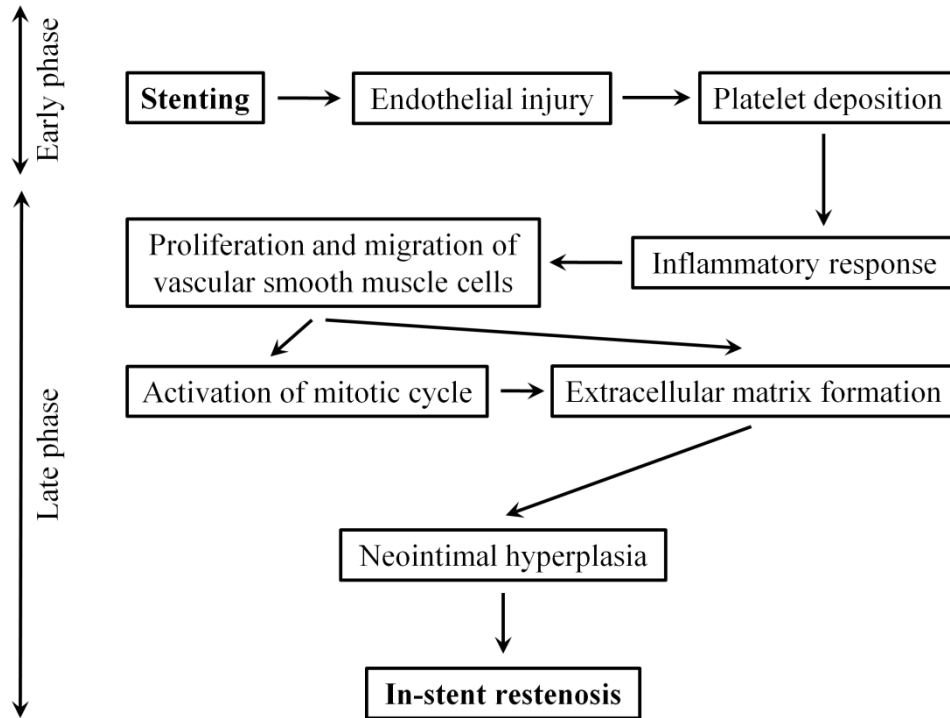 Early phase
Stenting
Endothelial injury
Platelet deposition
Late phase
Proliferation and migration of
vascular smooth muscle cells
Inflammatory response
Activation of mitotic cycle
Extracellular matrix formation
Neointimal hyperplasia
In-stent restenosis